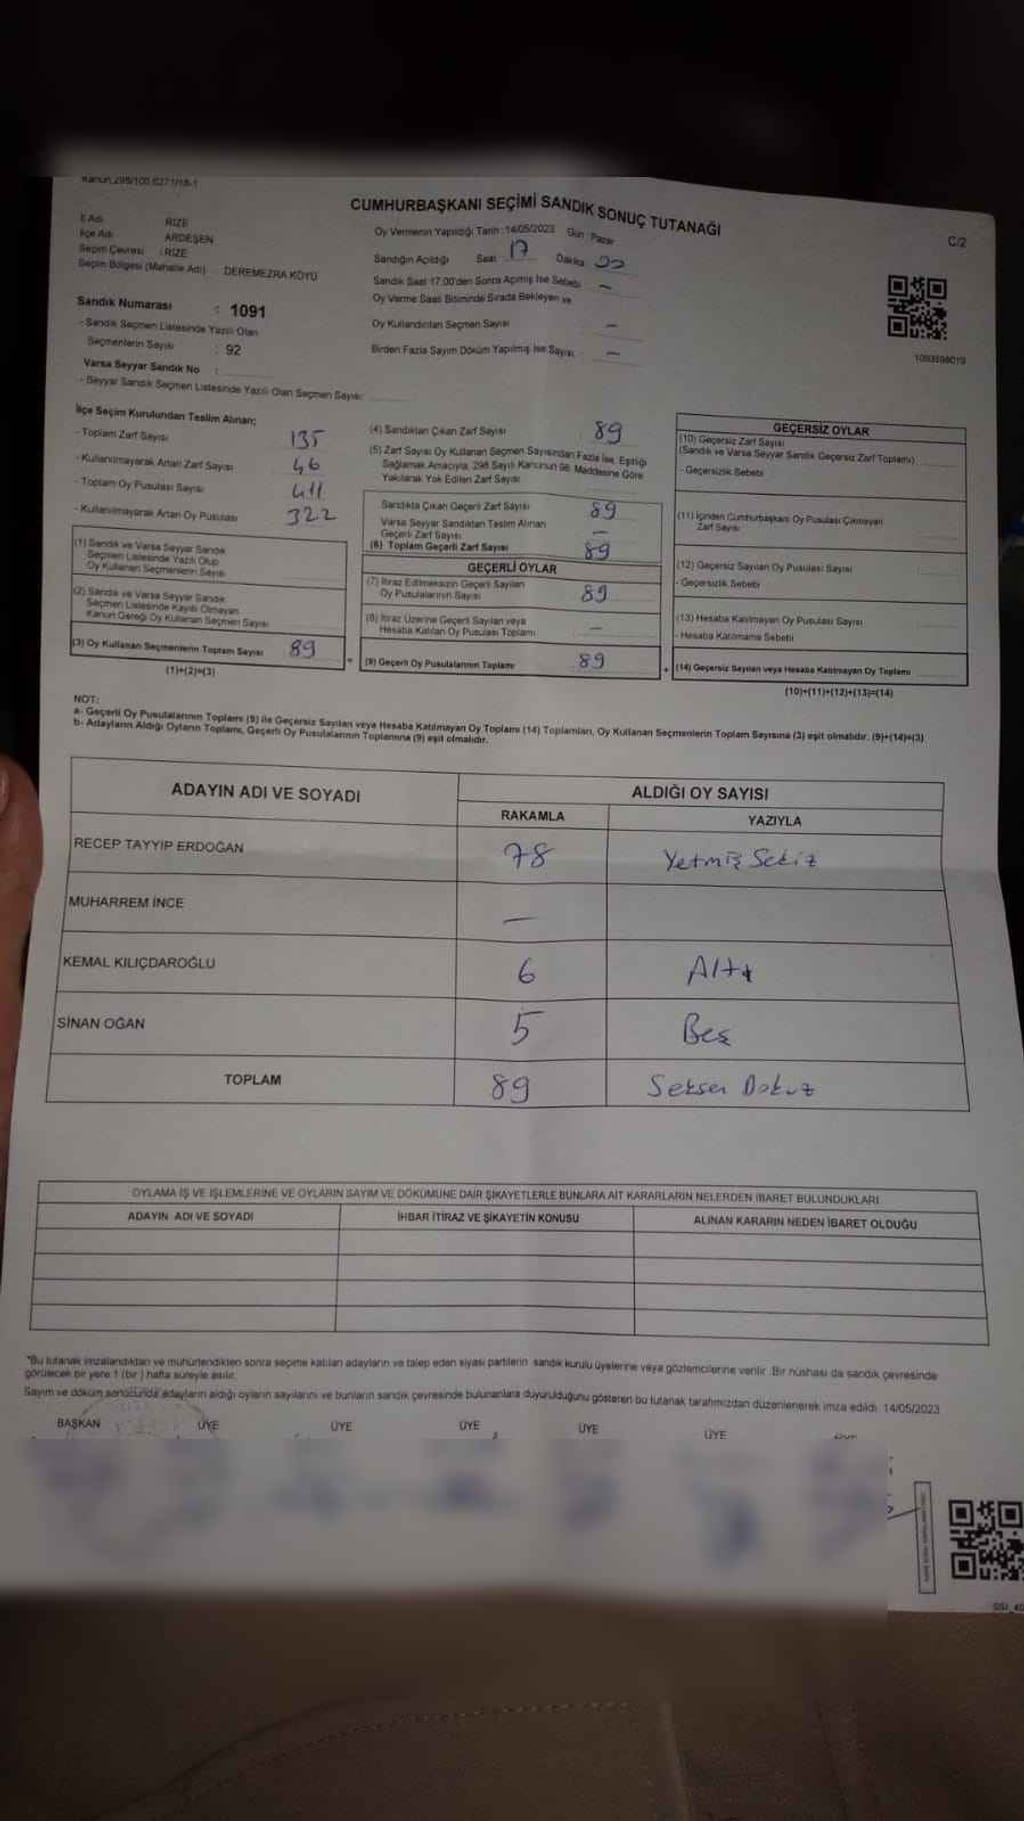 Kanun_298/100,6271/18-1
CUMHURBAŞKANI SEÇİMİ SANDIK SONUÇ TUTANAĞI
C/2
İl Adı RİZE
İlçe Adı ARDEŞEN
Seçim Çevresi : RİZE
Seçim Bölgesi (Mahalle Adı) DEREMEZRA KÖYÜ
Oy Vermenin Yapıldığı Tarih : 14/05/2023 Gün : Pazar
Sandığın Açıldığı Saat 17 Dakika
Sandık Saat 17:00'den Sonra Açılmış İse Sebebi –
Oy Verme Saati Bitiminde Sırada Bekleyen ve
Oy Kullandırılan Seçmen Sayısı –
Birden Fazla Sayım Döküm Yapılmış İse Sayısı –
Sandık Numarası : 1091
- Sandık Seçmen Listesinde Yazılı Olan
Seçmenlerin Sayısı : 92
Varsa Seyyar Sandık No :
- Seyyar Sandık Seçmen Listesinde Yazılı Olan Seçmen Sayısı:
İlçe Seçim Kurulundan Teslim Alınan;
- Toplam Zarf Sayısı 135
- Kullanılmayarak Artan Zarf Sayısı 46
- Toplam Oy Pusulası Sayısı 411
- Kullanılmayarak Artan Oy Pusulası 322
(1) Sandık ve Varsa Seyyar Sandık
Seçmen Listesinde Yazılı Olup
Oy Kullanan Seçmenlerin Sayısı
(2) Sandık ve Varsa Seyyar Sandık
Seçmen Listesinde Kayıtlı Olmayan
Kanun Gereği Oy Kullanan Seçmen Sayısı
(3) Oy Kullanan Seçmenlerin Toplam Sayısı 89
(1)+(2)=(3)
(4) Sandıktan Çıkan Zarf Sayısı 89
(5) Zarf Sayısı Oy Kullanan Seçmen Sayısından Fazla İse, Eşitliği
Sağlamak Amacıyla, 298 Sayılı Kanunun 98. Maddesine Göre
Yakılarak Yok Edilen Zarf Sayısı
Sandıkta Çıkan Geçerli Zarf Sayısı 89
Varsa Seyyar Sandıktan Teslim Alınan
Geçerli Zarf Sayısı –
(6) Toplam Geçerli Zarf Sayısı 89
GEÇERLİ OYLAR
(7) İtiraz Edilmeksizin Geçerli Sayılan
Oy Pusulalarının Sayısı 89
(8) İtiraz Üzerine Geçerli Sayılan veya
Hesaba Katılan Oy Pusulası Toplamı –
= (9) Geçerli Oy Pusulalarının Toplamı 89
GEÇERSİZ OYLAR
(10) Geçersiz Zarf Sayısı
(Sandık ve Varsa Seyyar Sandık Geçersiz Zarf Toplamı)
- Geçersizlik Sebebi
(11) İçinden Cumhurbaşkanı Oy Pusulası Çıkmayan
Zarf Sayısı
(12) Geçersiz Sayılan Oy Pusulası Sayısı
- Geçersizlik Sebebi
(13) Hesaba Katılmayan Oy Pusulası Sayısı
- Hesaba Katılmama Sebebi
+ (14) Geçersiz Sayılan veya Hesaba Katılmayan Oy Toplamı
(10)+(11)+(12)+(13)=(14)
NOT:
a- Geçerli Oy Pusulalarının Toplamı (9) ile Geçersiz Sayılan veya Hesaba Katılmayan Oy Toplamı (14) Toplamları, Oy Kullanan Seçmenlerin Toplam Sayısına (3) eşit olmalıdır. (9)+(14)=(3)
b- Adayların Aldığı Oyların Toplamı, Geçerli Oy Pusulalarının Toplamına (9) eşit olmalıdır.
ADAYIN ADI VE SOYADI ALDIĞI OY SAYISI
RAKAMLA YAZIYLA
RECEP TAYYİP ERDOĞAN 78 Yetmiş Sekiz
MUHARREM İNCE –
KEMAL KILIÇDAROĞLU 6 Altı
SİNAN OĞAN 5 Beş
TOPLAM 89 Seksen Dokuz
OYLAMA İŞ VE İŞLEMLERİNE VE OYLARIN SAYIM VE DÖKÜMÜNE DAİR ŞİKAYETLERLE BUNLARA AİT KARARLARIN NELERDEN İBARET BULUNDUKLARI
ADAYIN ADI VE SOYADI İHBAR İTİRAZ VE ŞİKAYETİN KONUSU ALINAN KARARIN NEDEN İBARET OLDUĞU
*Bu tutanak imzalandıktan ve mühürlendikten sonra seçime katılan adayların ve talep eden siyasi partilerin sandık kurulu üyelerine veya gözlemcilerine verilir. Bir nüshası da sandık çevresinde
görülecek bir yere 1 (bir) hafta süreyle asılır.
Sayım ve döküm sonucunda adayların aldığı oyların sayılarını ve bunların sandık çevresinde bulunanlara duyurulduğunu gösteren bu tutanak tarafımızdan düzenlenerek imza edildi. 14/05/2023
BAŞKAN ÜYE ÜYE ÜYE ÜYE ÜYE ÜYE